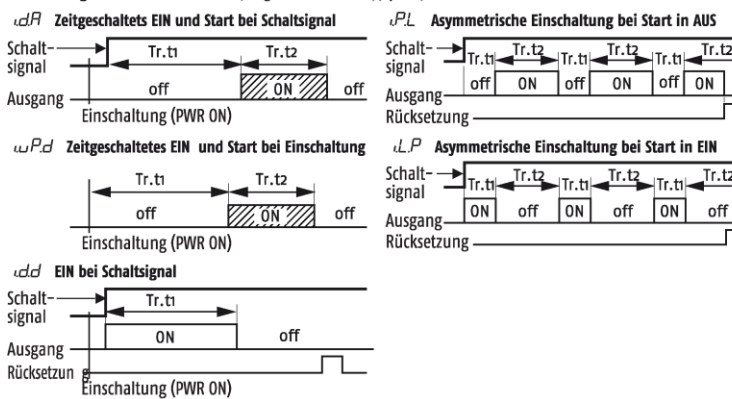 i.d.A Zeitgeschaltets EIN und Start bei Schaltsignal
Schalt-
signal
Tr.t1 Tr.t2
off ON off
Ausgang
Einschaltung (PWR ON)
u.P.d Zeitgeschaltetes EIN und Start bei Einschaltung
Tr.t1 Tr.t2
off ON off
Einschaltung (PWR ON)
i.d.d EIN bei Schaltsignal
Schalt-
signal
Tr.t1
ON off
Ausgang
Rücksetzun g
Einschaltung (PWR ON)
i.P.L Asymmetrische Einschaltung bei Start in AUS
Schalt-
signal
Tr.t1 Tr.t2 Tr.t1 Tr.t2 Tr.t1 Tr.t2
off ON off ON off ON
Ausgang
Rücksetzung
i.L.P Asymmetrische Einschaltung bei Start in EIN
Schalt-
signal
Tr.t1 Tr.t2 Tr.t1 Tr.t2 Tr.t1 Tr.t2
ON off ON off ON off
Ausgang
Rücksetzung